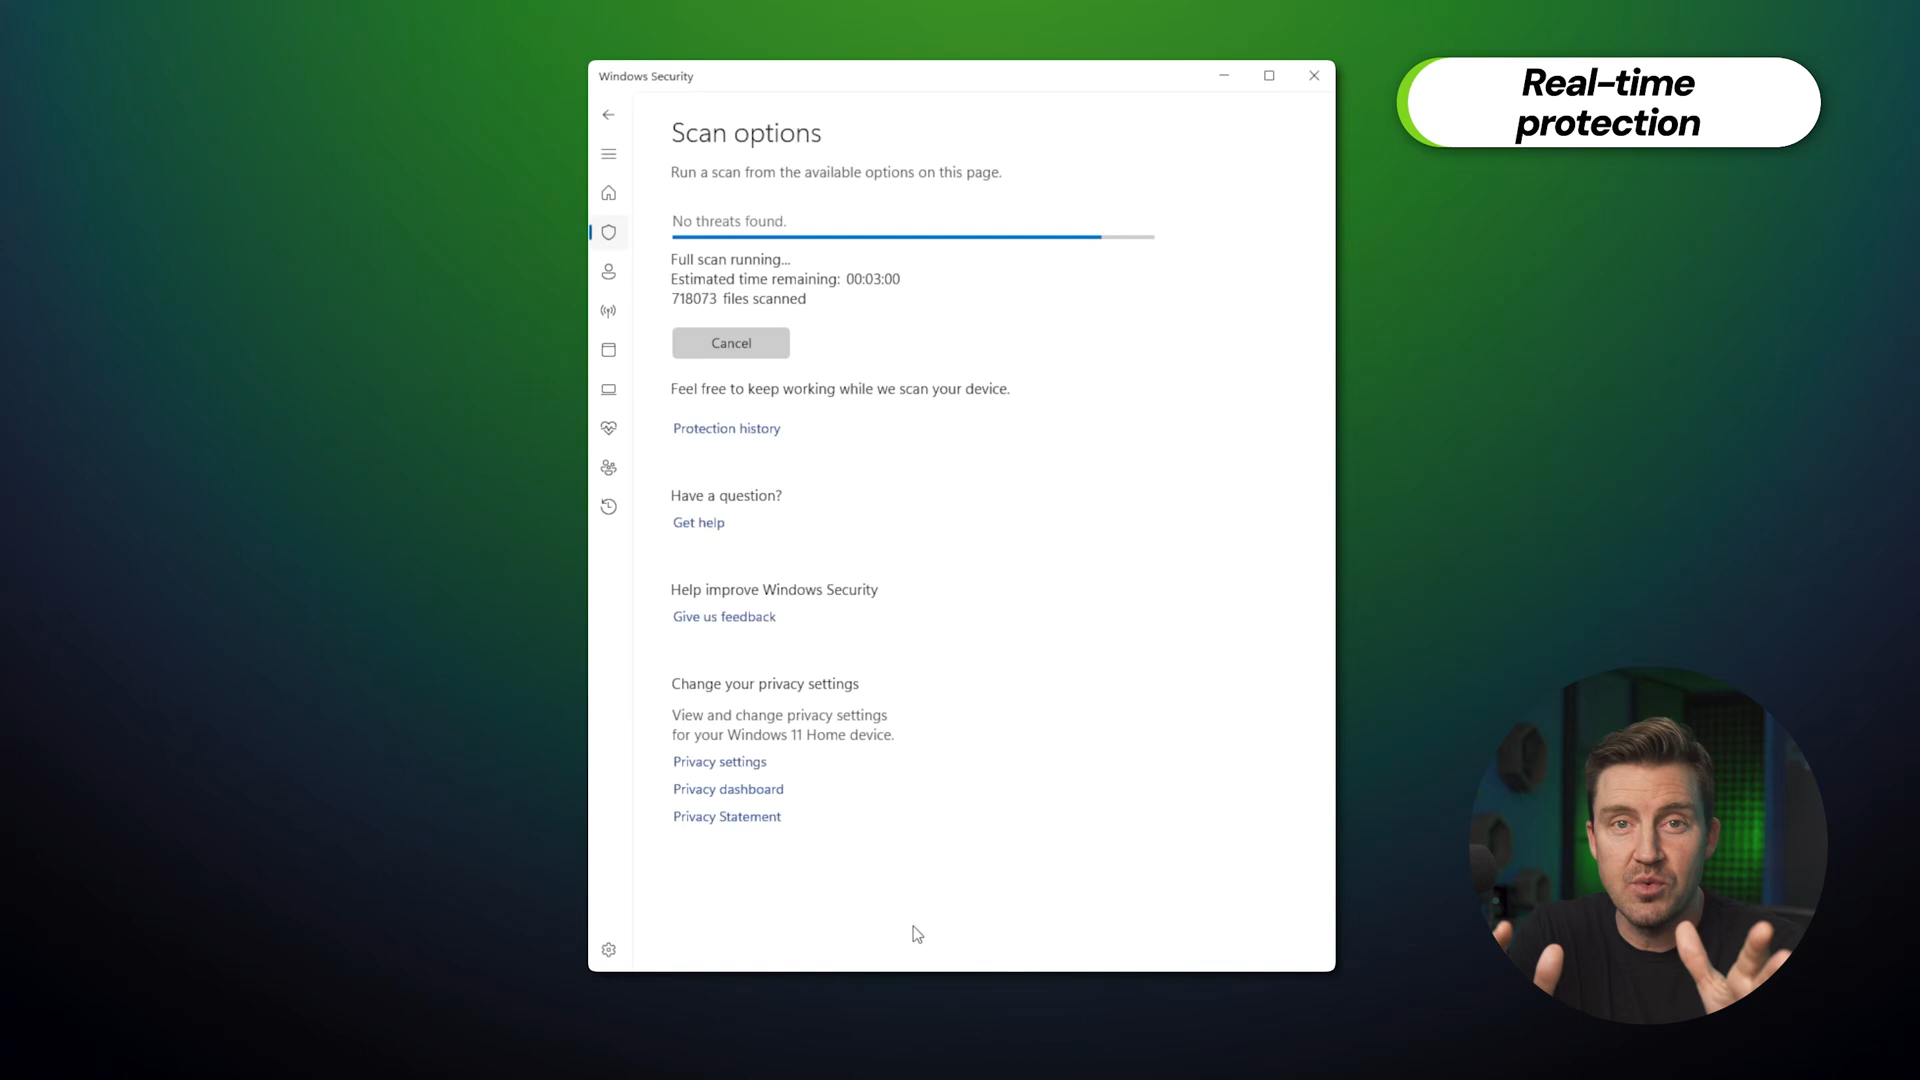 Windows Security
Real-time
protection
Scan options
Run a scan from the available options on this page.
No threats found.
Full scan running...
Estimated time remaining: 00:03:00
718073 files scanned
Cancel
Feel free to keep working while we scan your device.
Protection history
Have a question?
Get help
Help improve Windows Security
Give us feedback
Change your privacy settings
View and change privacy settings
for your Windows 11 Home device.
Privacy settings
Privacy dashboard
Privacy Statement